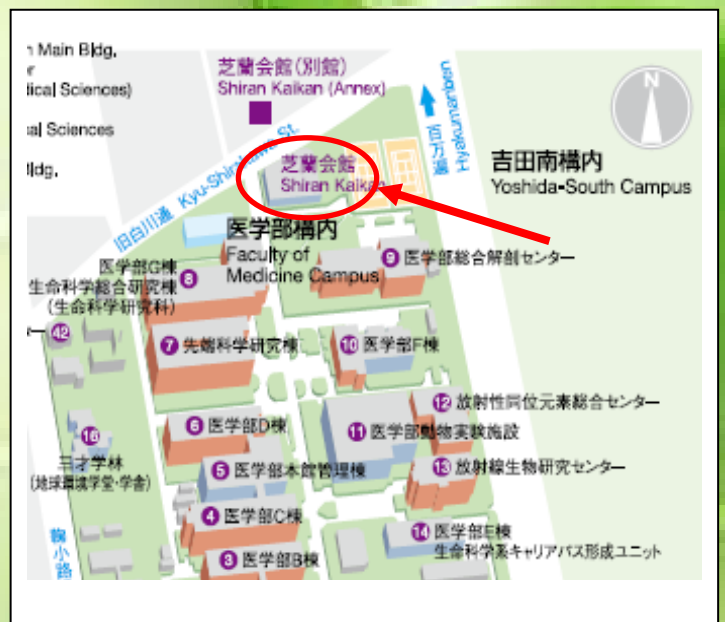 n Main Bldg,
or
dical Sciences)
cal Sciences
Bldg,
芝蘭会館(別館)
Shiran Kaikan (Annex)
旧白川通 Kyu-Shirakawa St.
芝蘭会館
Shiran Kaikan
百万遍
Hyakumanben
N
吉田南構内
Yoshida-South Campus
医学部構内
Faculty of
Medicine Campus
9 医学部総合解剖センター
医学部G棟
生命科学総合研究棟
(生命科学研究科)
8
42
7 先端科学研究棟
10 医学部F棟
12 放射性同位元素総合センター
6 医学部D棟
11 医学部動物実験施設
16
三才学林
(地球環境学堂・学舎)
5 医学部本館管理棟
13 放射線生物研究センター
4 医学部C棟
14 医学部E棟
生命科学系キャリアパス形成ユニット
3 医学部B棟
鞠小路